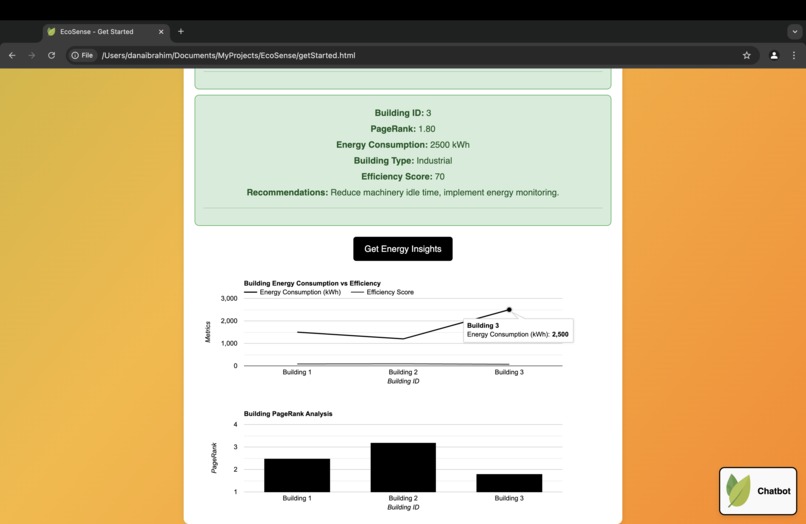 EcoSense - Get Started
File
/Users/danaibrahim/Documents/MyProjects/EcoSense/getStarted.html
Building ID: 3
PageRank: 1.80
Energy Consumption: 2500 kWh
Building Type: Industrial
Efficiency Score: 70
Recommendations: Reduce machinery idle time, implement energy monitoring.
Get Energy Insights
Building Energy Consumption vs Efficiency
Energy Consumption (kWh) Efficiency Score
3,000
2,000
1,000
0
Metrics
Building 3
Energy Consumption (kWh): 2,500
Building 1 Building 2 Building 3
Building ID
Building PageRank Analysis
4
3
2
1
PageRank
Building 1 Building 2 Building 3
Building ID
Chatbot